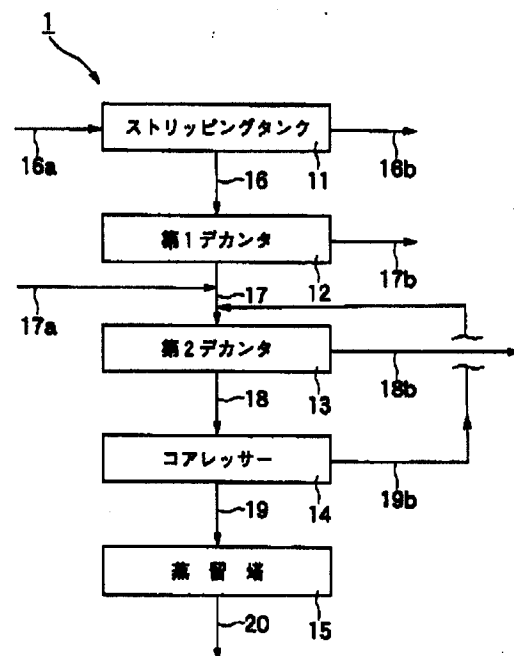 1
ストリッピングタンク
16a
16
11
16b
第1デカンタ
17a
17
12
17b
第2デカンタ
18
13
18b
コアレッサー
19
14
19b
蒸留塔
20
15